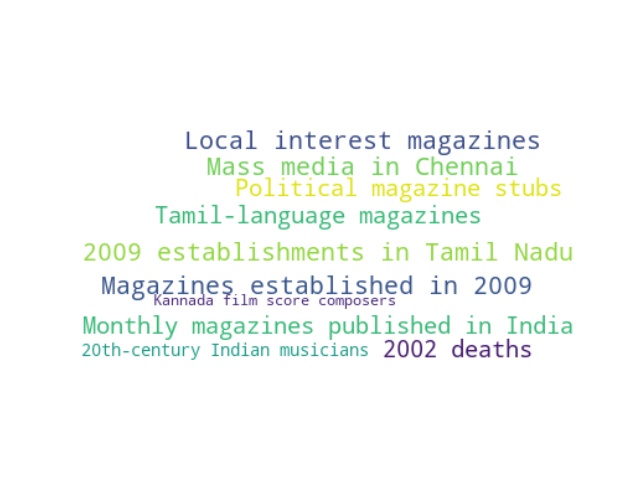 Local interest magazines
Mass media in Chennai
Political magazine stubs
Tamil-language magazines
2009 establishments in Tamil Nadu
Magazines established in 2009
Kannada film score composers
Monthly magazines published in India
20th-century Indian musicians 2002 deaths